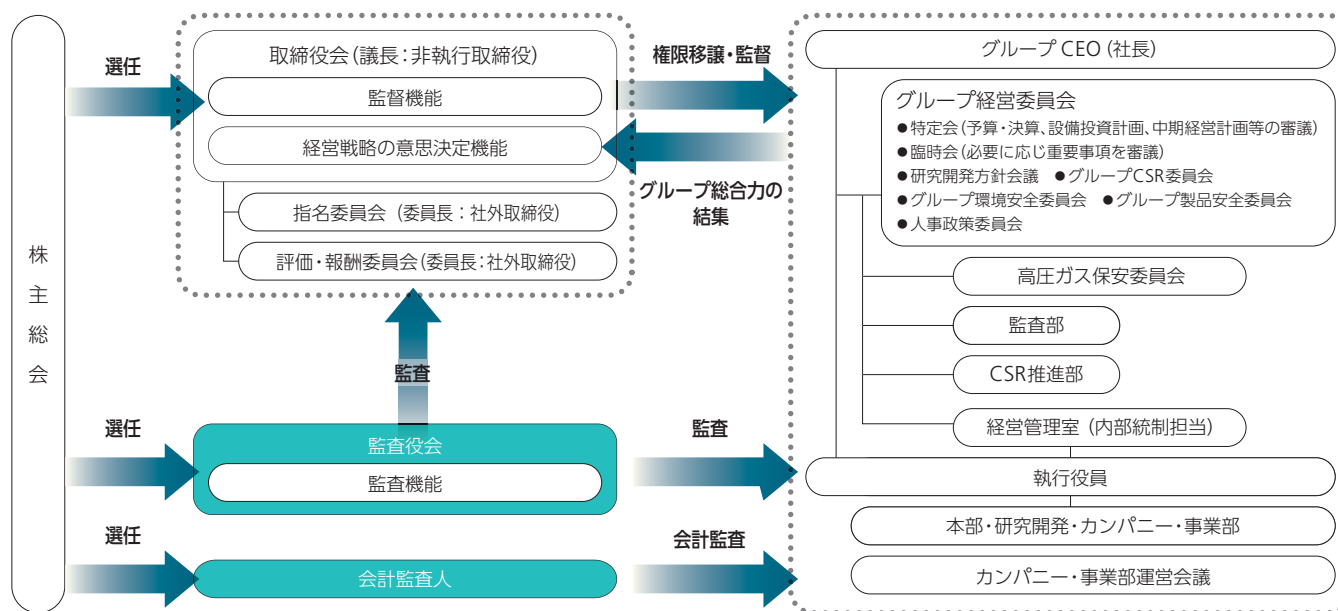 株主総会
選任
取締役会（議長：非執行取締役）
監督機能
経営戦略の意思決定機能
指名委員会（委員長：社外取締役）
評価・報酬委員会（委員長：社外取締役）
権限移譲・監督
グループ総合力の
結集
監査
選任
監査役会
監査機能
監査
選任
会計監査人
会計監査
グループ CEO（社長）
グループ経営委員会
●特定会（予算・決算、設備投資計画、中期経営計画等の審議）
●臨時会（必要に応じ重要事項を審議）
●研究開発方針会議 ●グループCSR委員会
●グループ環境安全委員会 ●グループ製品安全委員会
●人事政策委員会
高圧ガス保安委員会
監査部
CSR推進部
経営管理室（内部統制担当）
執行役員
本部・研究開発・カンパニー・事業部
カンパニー・事業部運営会議